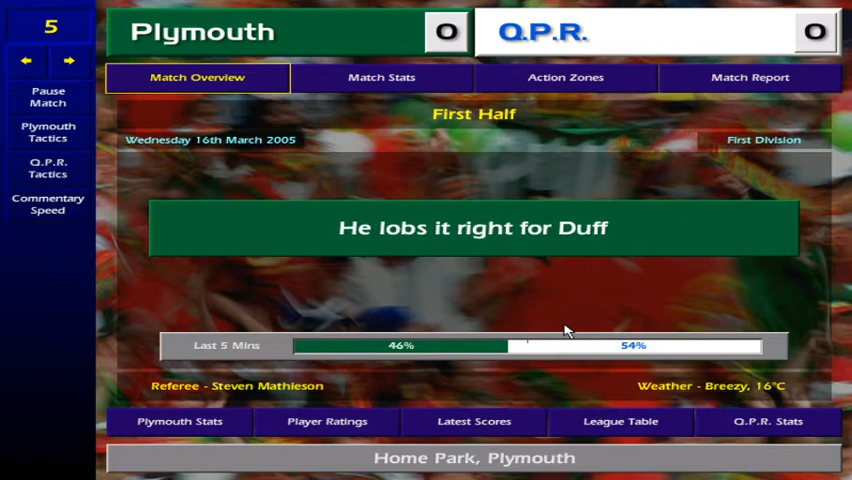 5
Plymouth 0 Q.P.R. 0
Match Overview Match Stats Action Zones Match Report
Pause
Match
Plymouth
Tactics
Q.P.R.
Tactics
Commentary
Speed
First Half
Wednesday 16th March 2005 First Division
He lobs it right for Duff
Last 5 Mins 46% 54%
Referee - Steven Mathieson Weather - Breezy, 16°C
Plymouth Stats Player Ratings Latest Scores League Table Q.P.R. Stats
Home Park, Plymouth